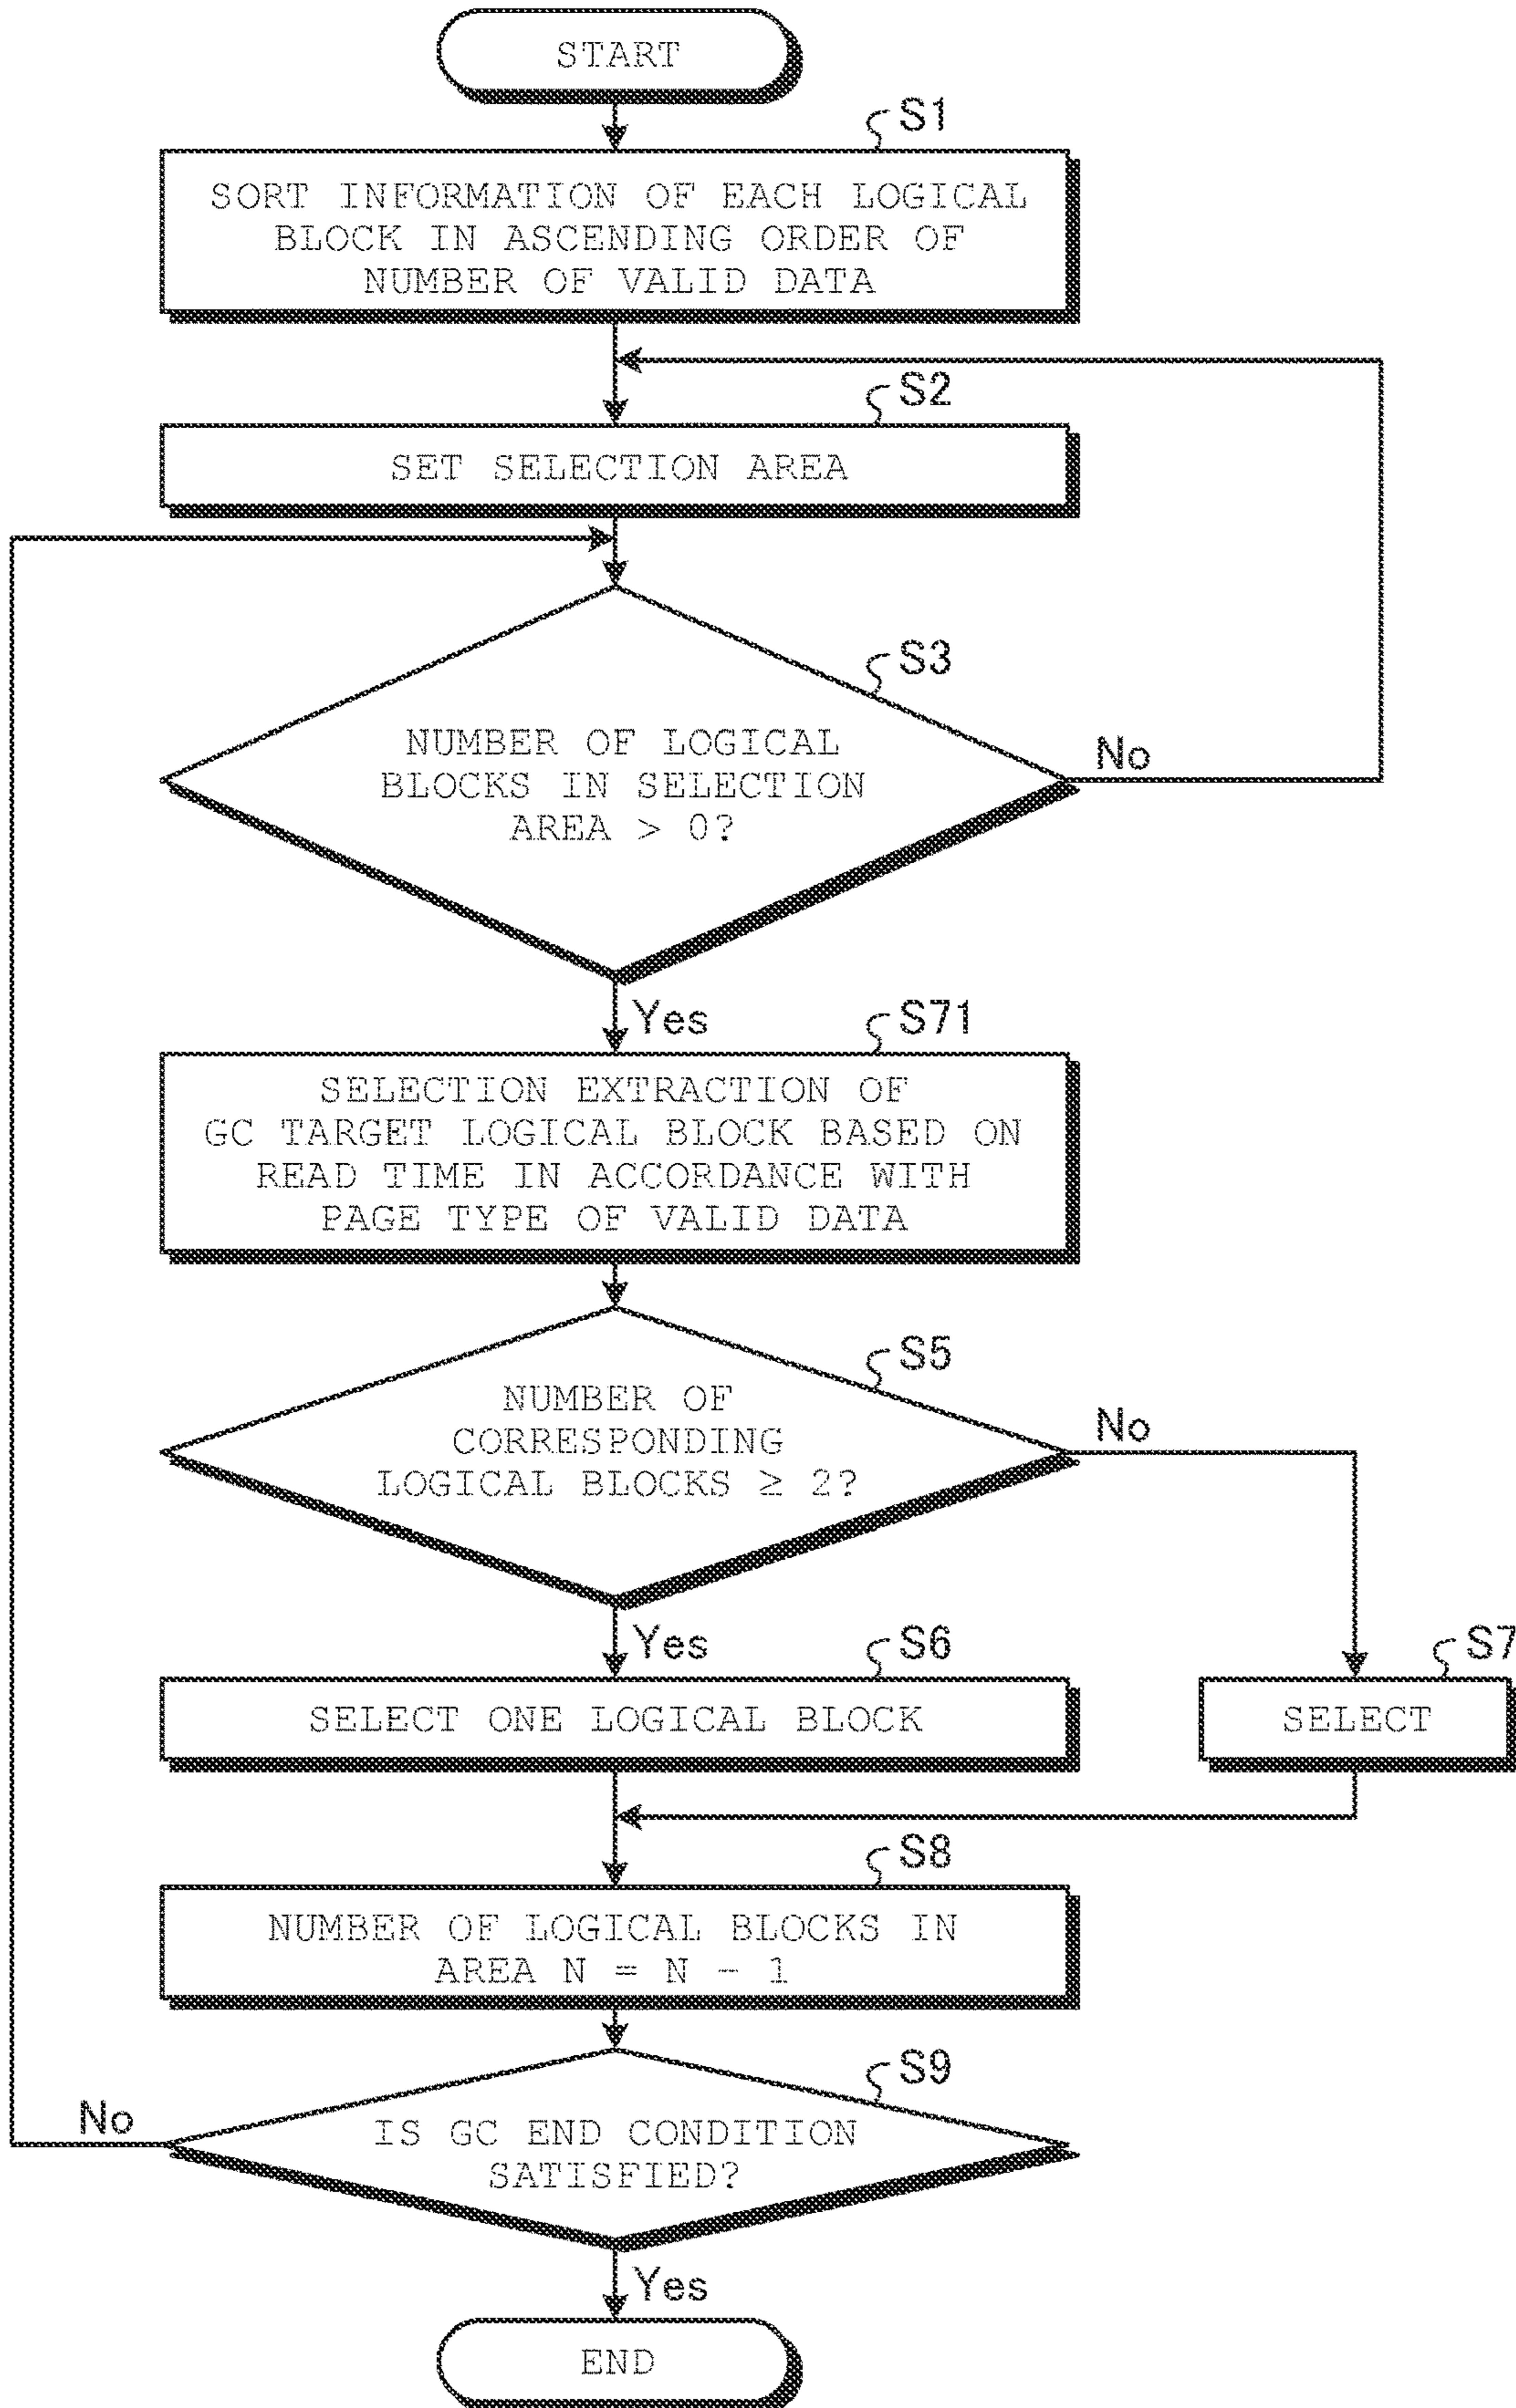 START
S1
SORT INFORMATION OF EACH LOGICAL
BLOCK IN ASCENDING ORDER OF
NUMBER OF VALID DATA
S2
SET SELECTION AREA
S3
NUMBER OF LOGICAL
BLOCKS IN SELECTION
AREA > 0?
No
Yes
S71
SELECTION EXTRACTION OF
GC TARGET LOGICAL BLOCK BASED ON
READ TIME IN ACCORDANCE WITH
PAGE TYPE OF VALID DATA
S5
NUMBER OF
CORRESPONDING
LOGICAL BLOCKS ≥ 2?
No
Yes
S6
SELECT ONE LOGICAL BLOCK
S7
SELECT
S8
NUMBER OF LOGICAL BLOCKS IN
AREA N = N - 1
S9
IS GC END CONDITION
SATISFIED?
No
Yes
END